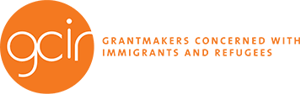 gcir
GRANTMAKERS CONCERNED WITH
IMMIGRANTS AND REFUGEES